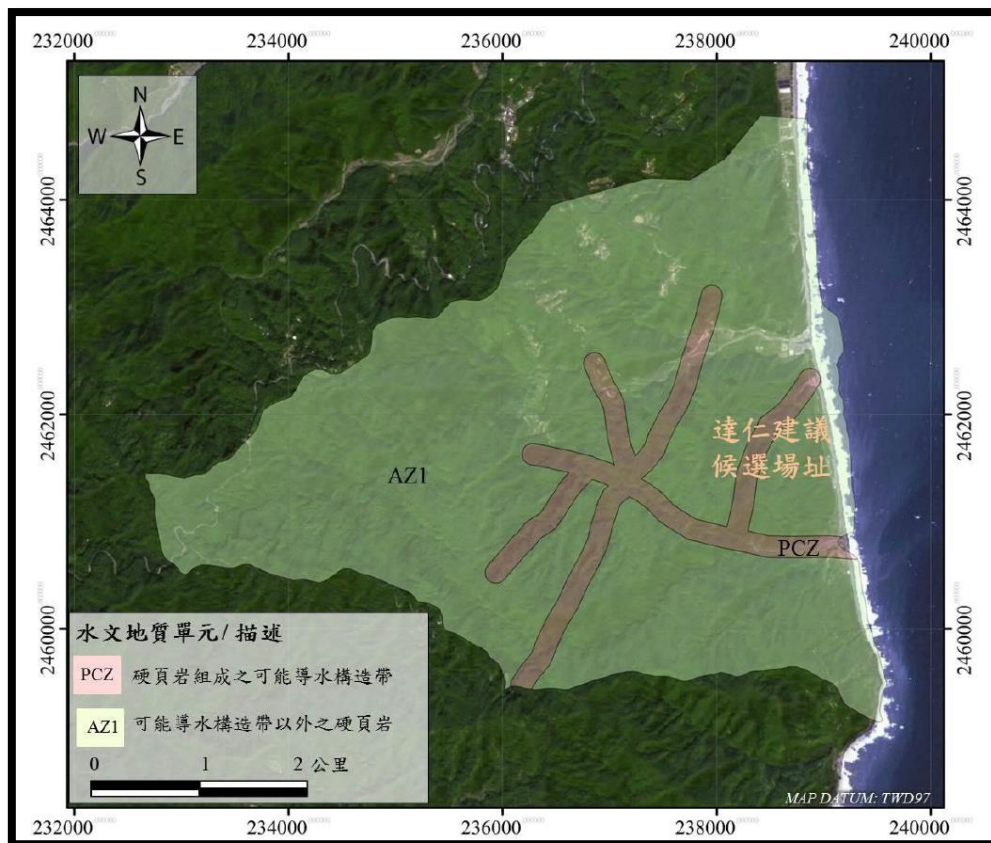 232000 234000 236000 238000 240000
N
W E
S
2464000 2464000
2462000 2462000
達仁建議
候選場址
AZ1
PCZ
2460000 2460000
水文地質單元/描述
PCZ 硬頁岩組成之可能導水構造帶
AZ1 可能導水構造帶以外之硬頁岩
0 1 2 公里
MAP DATUM: TWD97
232000 234000 236000 238000 240000